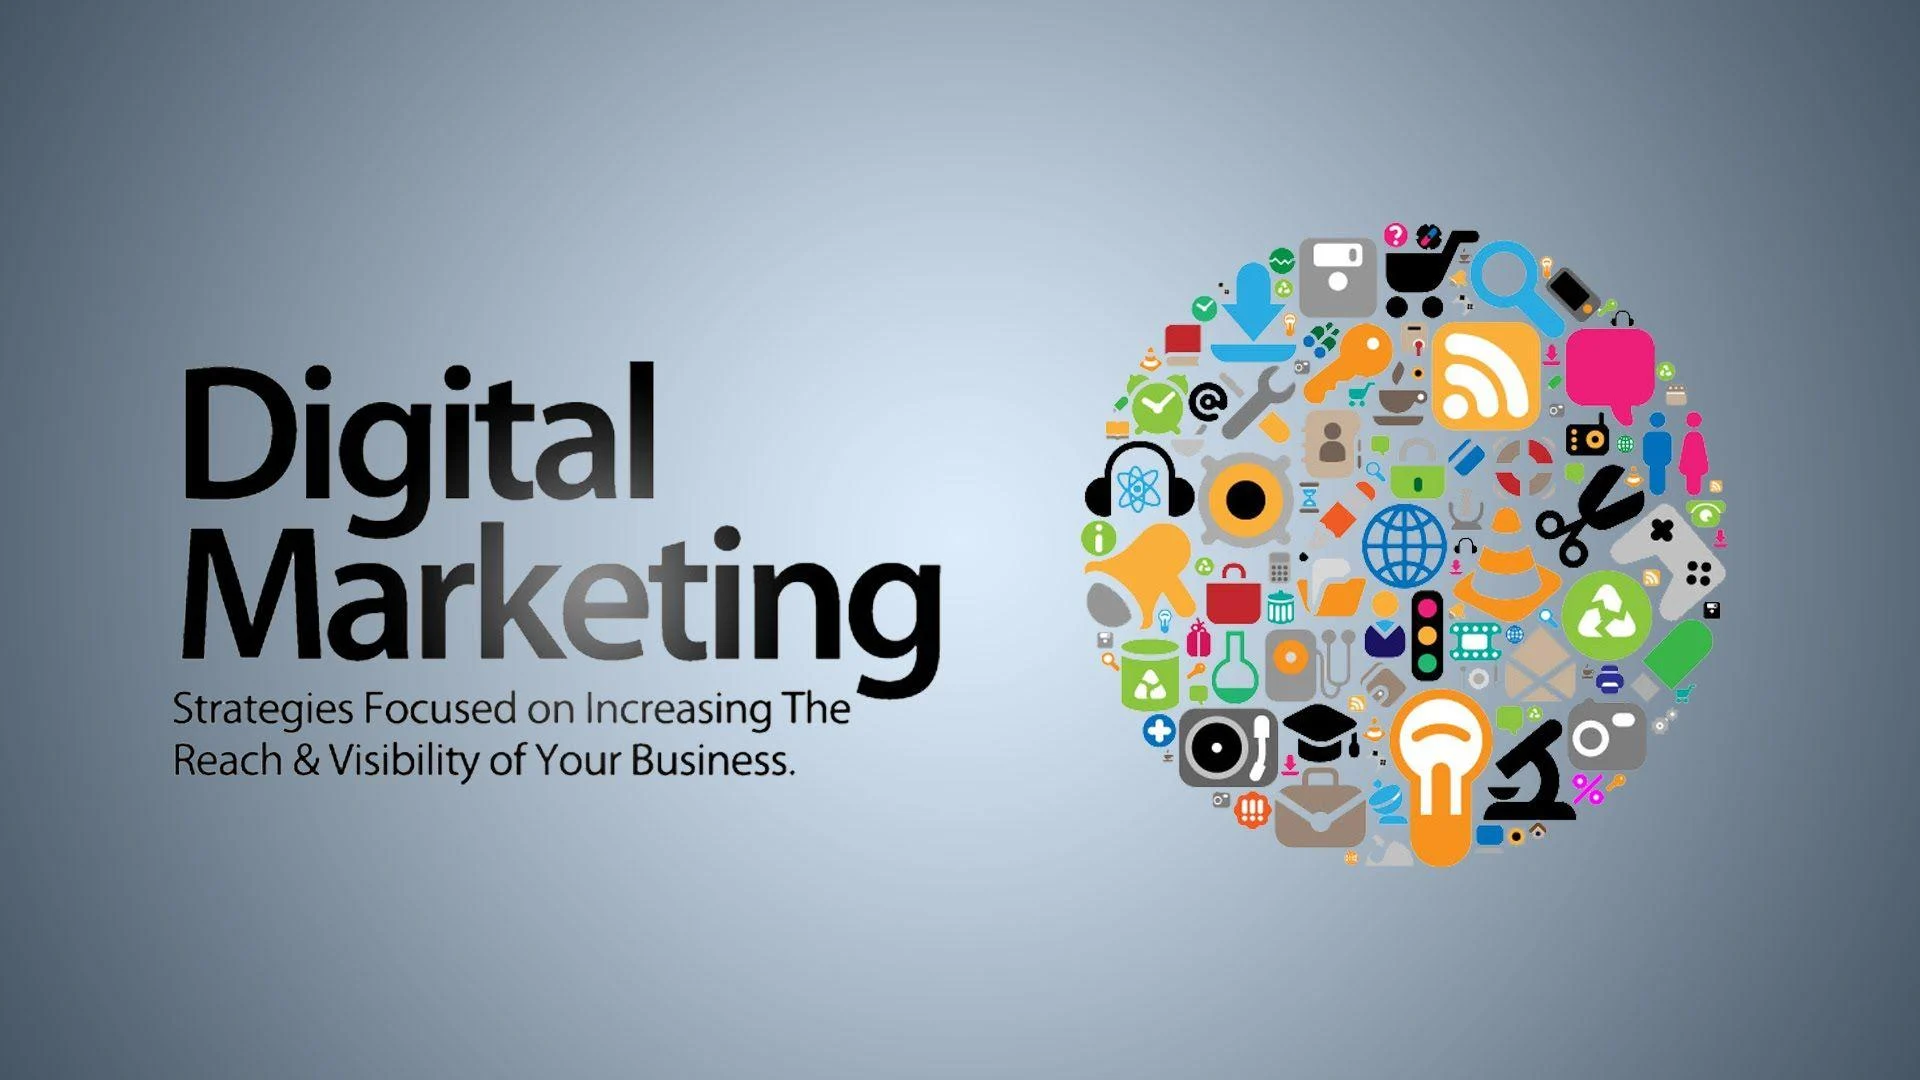 Digital
Marketing
Strategies Focused on Increasing The
Reach & Visibility of Your Business.